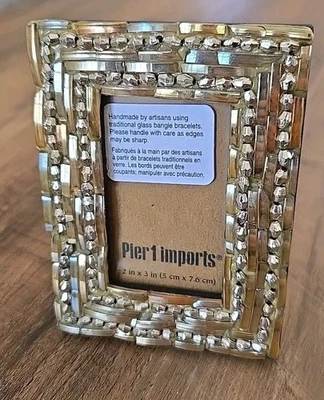 Handmade by artisans using
traditional glass bangle bracelets.
Please handle with care as edges
may be sharp.
Fabriqués à la main par des artisans
à partir de bracelets traditionnels en
verre. Les bords peuvent être
coupants; manipuler avec précaution.
Pier 1 imports®
2 in x 3 in (5 cm x 7.6 cm)